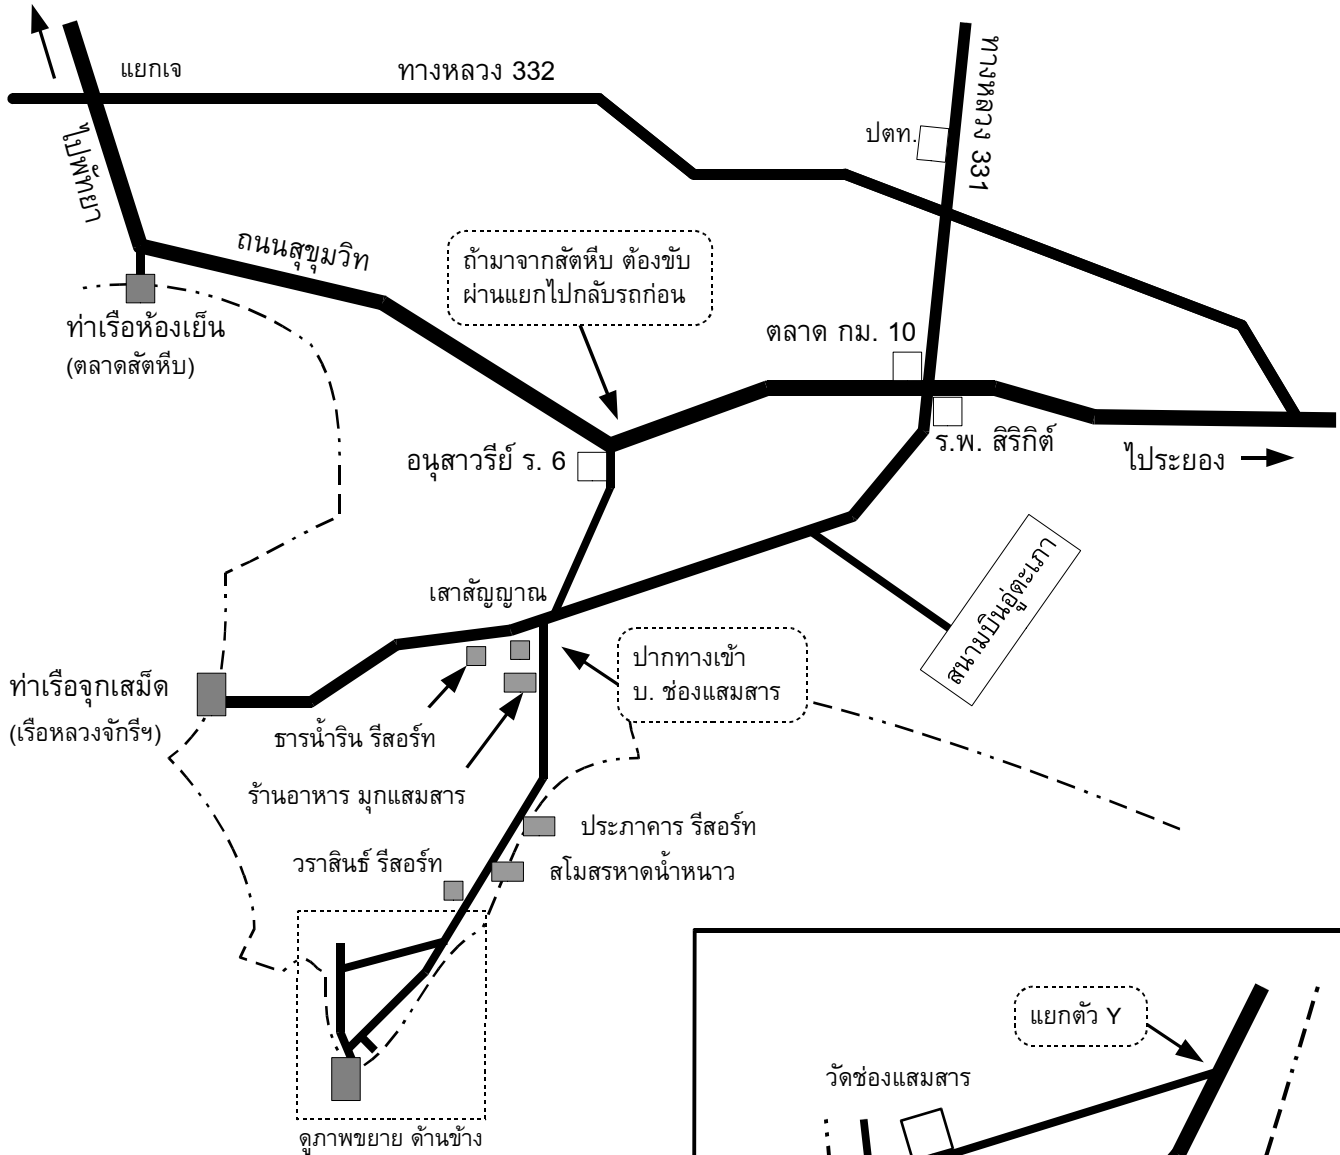 แยกเจ
ทางหลวง 332
ทางหลวง 331
ปตท.
ไปพัทยา
ถนนสุขุมวิท
ถ้ามาจากสัตหีบ ต้องขับ
ผ่านแยกไปกลับรถก่อน
ท่าเรือห้องเย็น
(ตลาดสัตหีบ)
ตลาด กม. 10
ร.พ. สิริกิต์
ไประยอง
อนุสาวรีย์ ร. 6
สนามบินอู่ตะเภา
เสาสัญญาณ
ปากทางเข้า
บ. ช่องแสมสาร
ท่าเรือจุกเสม็ด
(เรือหลวงจักรีฯ)
ธารน้ำริน รีสอร์ท
ร้านอาหาร มุกแสมสาร
ประภาคาร รีสอร์ท
สโมสรหาดน้ำหนาว
วราสินธ์ รีสอร์ท
ดูภาพขยาย ด้านข้าง
แยกตัว Y
วัดช่องแสมสาร